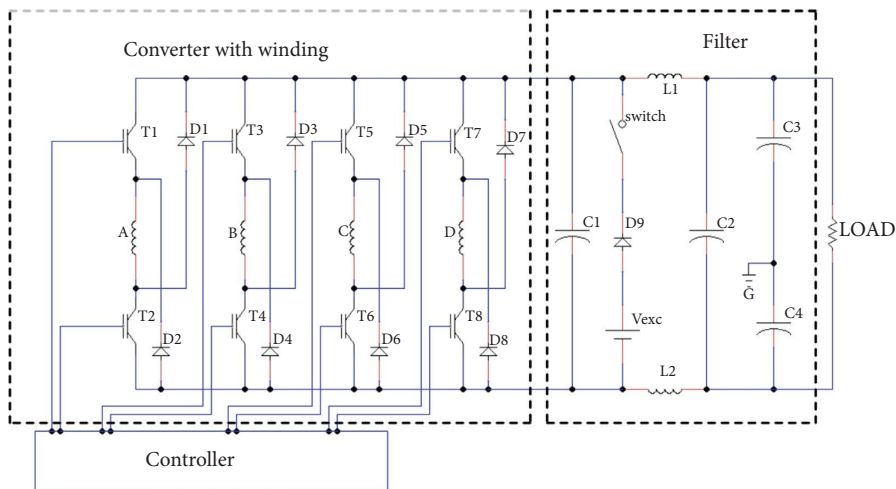 Converter with winding
Filter
L1
T1
D1
T3
D3
T5
D5
T7
D7
switch
C3
A
B
C
D
C1
D9
C2
LOAD
G
T2
D2
T4
D4
T6
D6
T8
D8
Vexc
C4
L2
Controller